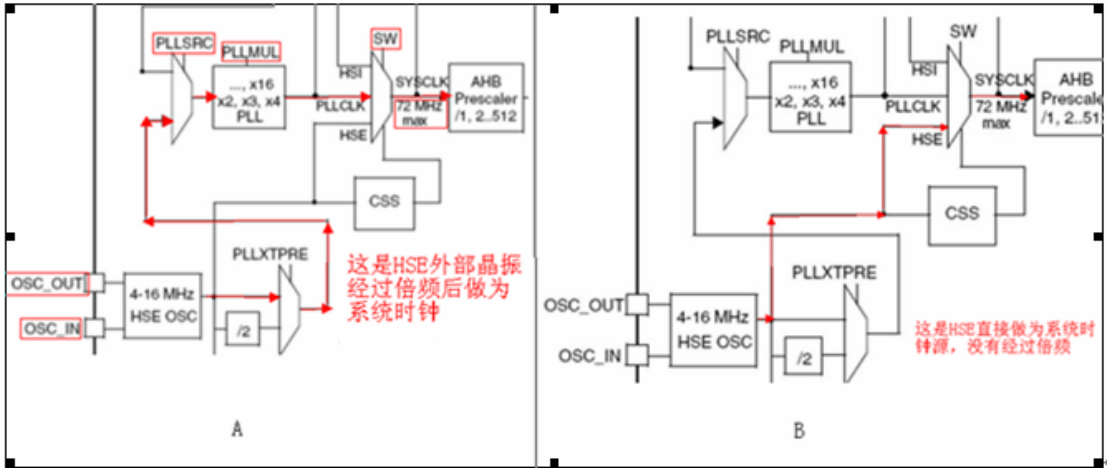 PLLSRC
PLLMUL
SW
..., x16
x2, x3, x4
PLL
HSI
PLLCLK
HSE
SYSCLK
72 MHz
max
AHB
Prescaler
/1, 2..512
CSS
PLLXTPRE
OSC_OUT
OSC_IN
4-16 MHz
HSE OSC
/2
这是HSE外部晶振
经过倍频后做为
系统时钟
A
PLLSRC
PLLMUL
SW
..., x16
x2, x3, x4
PLL
HSI
PLLCLK
HSE
SYSCLK
72 MHz
max
AHB
Prescale
/1, 2..51
CSS
PLLXTPRE
OSC_OUT
OSC_IN
4-16 MHz
HSE OSC
/2
这是HSE直接做为系统时
钟源，没有经过倍频
B